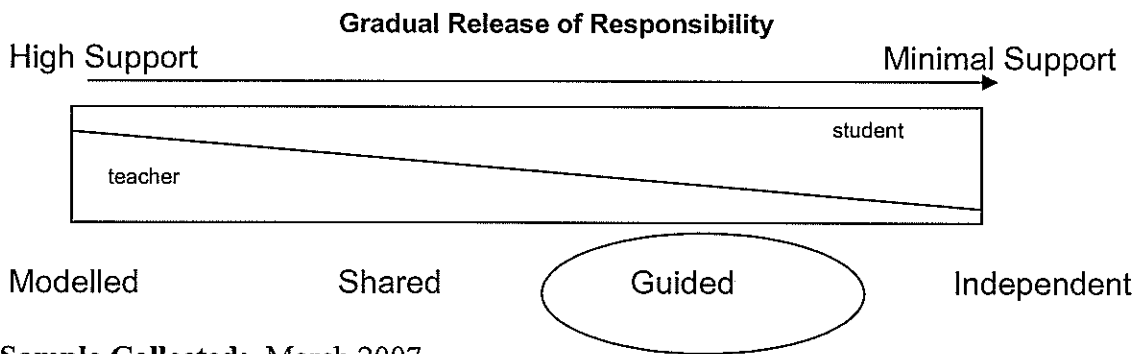 Gradual Release of Responsibility
High Support Minimal Support
student
teacher
Modelled Shared Guided Independent
Sample Collected: March 2007